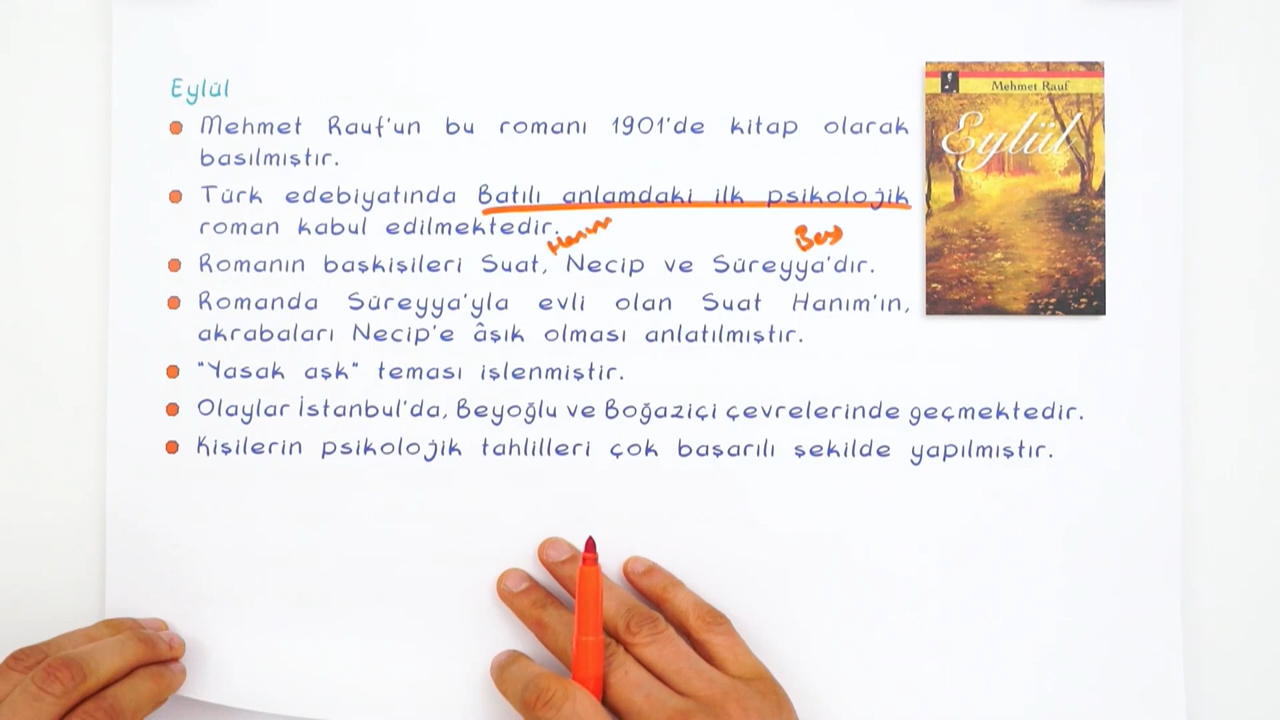 Eylül
Mehmet Rauf'un bu romanı 1901'de kitap olarak
basılmıştır.
Türk edebiyatında Batılı anlamdaki ilk psikolojik
roman kabul edilmektedir.
Hanım
Bey
Romanın başkişileri Suat, Necip ve Süreyya'dır.
Romanda Süreyya'yla evli olan Suat Hanım'ın,
akrabaları Necip'e âşık olması anlatılmıştır.
"Yasak aşk" teması işlenmiştir.
Olaylar İstanbul'da, Beyoğlu ve Boğaziçi çevrelerinde geçmektedir.
Kişilerin psikolojik tahlilleri çok başarılı şekilde yapılmıştır.
Mehmet Rauf
Eylül